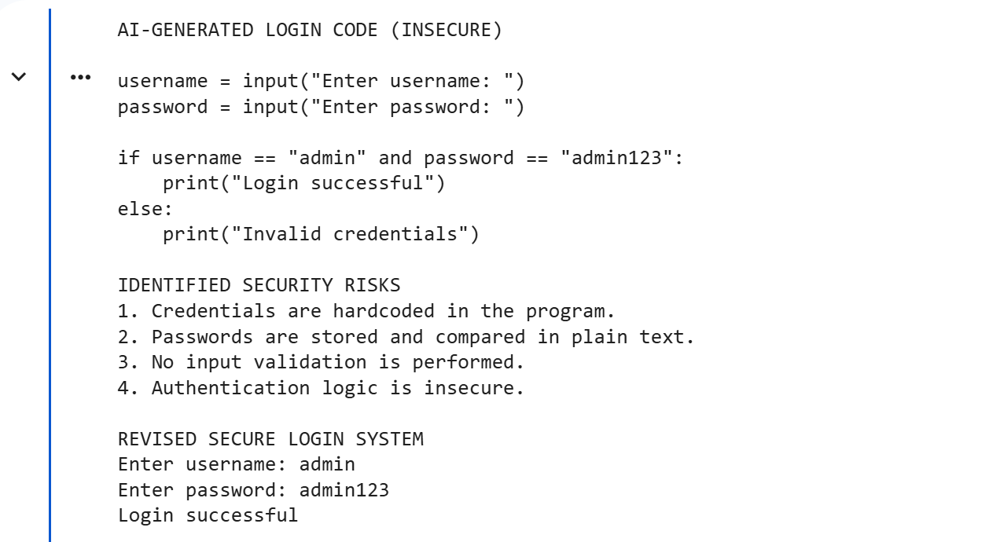 AI-GENERATED LOGIN CODE (INSECURE)
username = input("Enter username: ")
password = input("Enter password: ")
if username == "admin" and password == "admin123":
    print("Login successful")
else:
    print("Invalid credentials")
IDENTIFIED SECURITY RISKS
1. Credentials are hardcoded in the program.
2. Passwords are stored and compared in plain text.
3. No input validation is performed.
4. Authentication logic is insecure.
REVISED SECURE LOGIN SYSTEM
Enter username: admin
Enter password: admin123
Login successful